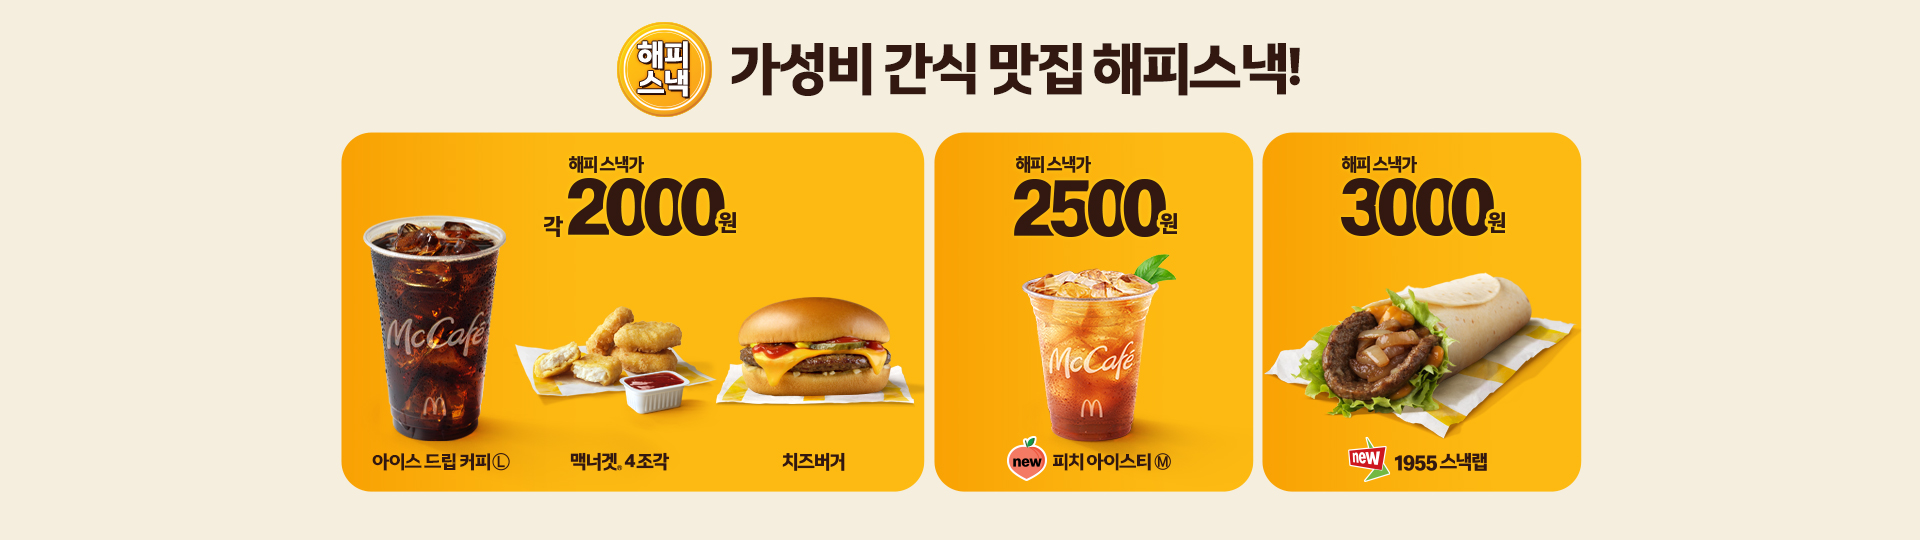 해피
스낵
가성비 간식 맛집 해피스낵!
해피 스낵가
각 2000원
McCafé
아이스 드립 커피 Ⓛ
맥너겟® 4조각
치즈버거
해피 스낵가
2500원
McCafé
new 피치 아이스티 Ⓜ
해피 스낵가
3000원
new 1955 스낵랩